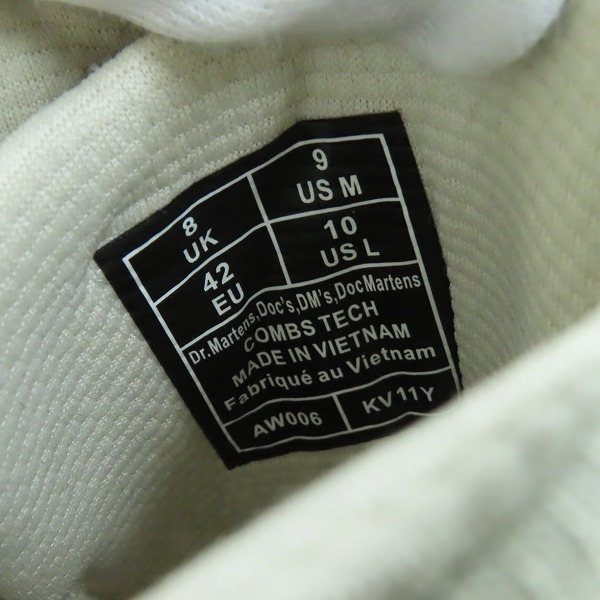 8
UK
9
US M
42
EU
10
US L
Dr.Martens,Doc's,DM's,DocMartens
COMBS TECH
MADE IN VIETNAM
Fabriqué au Vietnam
AW006
KV11Y